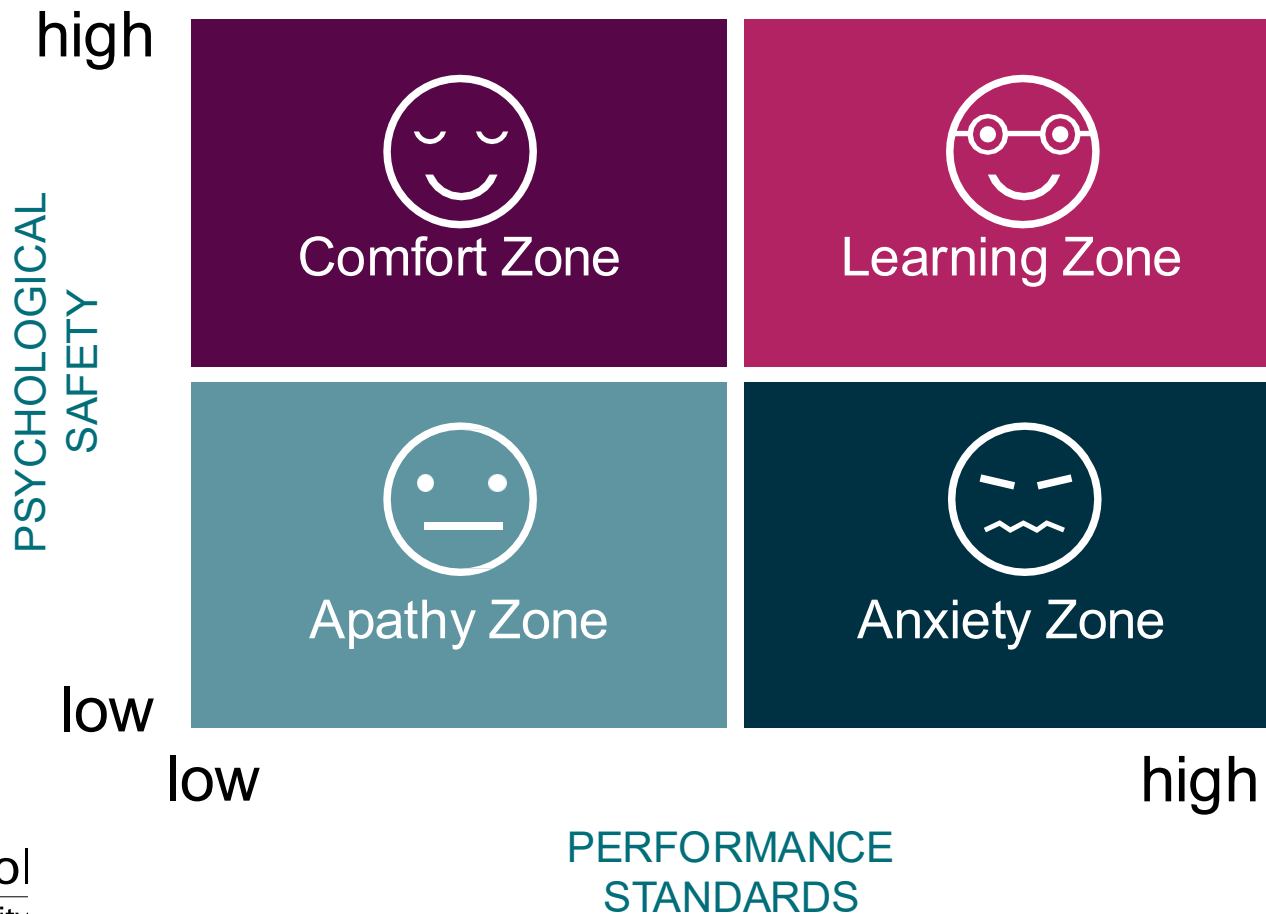 high
PSYCHOLOGICAL
SAFETY
Comfort Zone
Learning Zone
Apathy Zone
Anxiety Zone
low
low
high
PERFORMANCE
STANDARDS